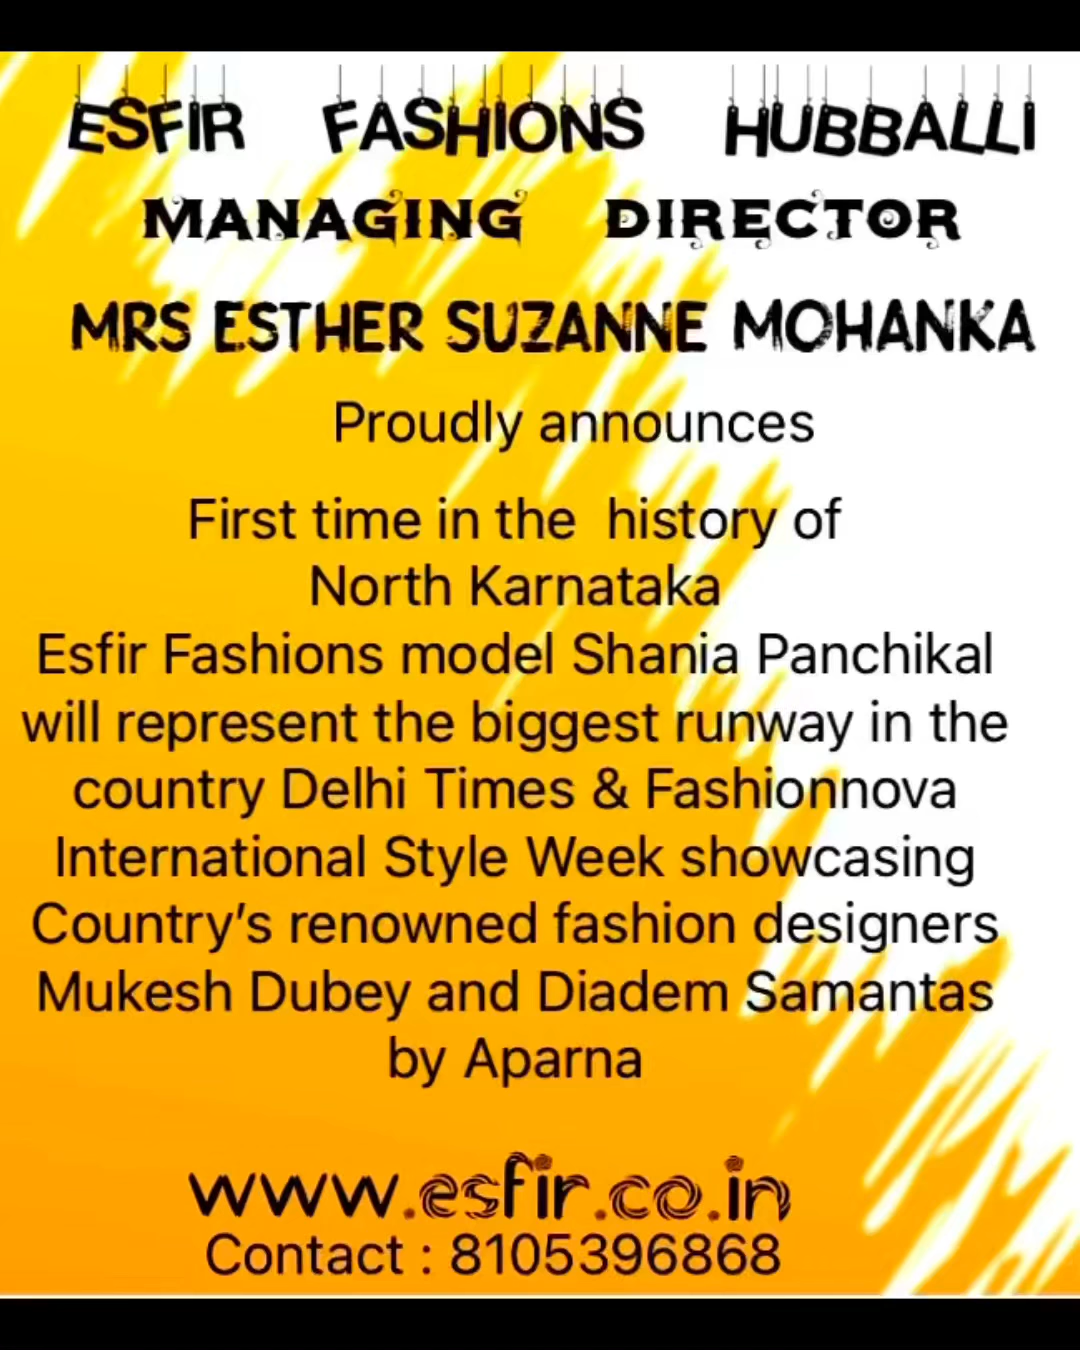 ESFIR FASHIONS HUBBALLI
MANAGING DIRECTOR
MRS ESTHER SUZANNE MOHANKA
Proudly announces
First time in the history of
North Karnataka
Esfir Fashions model Shania Panchikal
will represent the biggest runway in the
country Delhi Times & Fashionnova
International Style Week showcasing
Country’s renowned fashion designers
Mukesh Dubey and Diadem Samantas
by Aparna
www.esfir.co.in
Contact : 8105396868